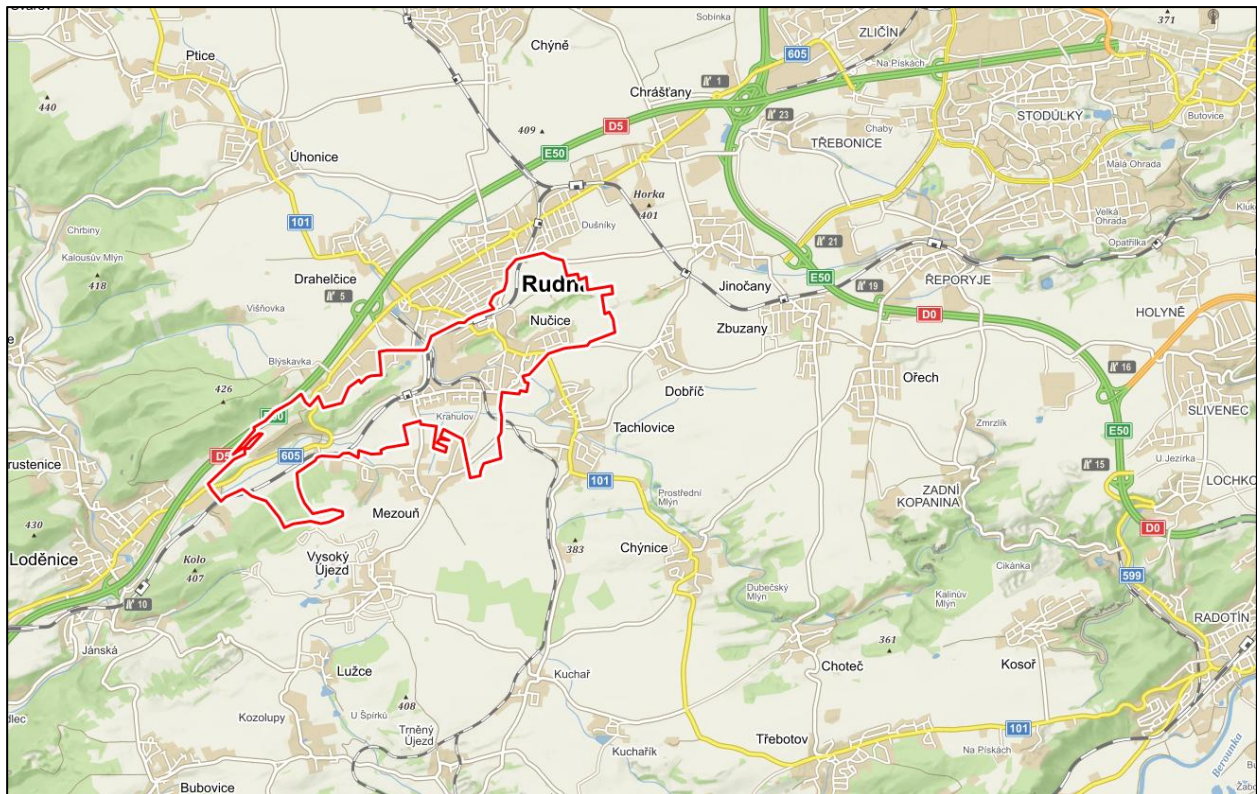 Sobínka
371
Ptice
Chýně
ZLIČÍN
605
Na Pískách
440
Chrášťany
1
D5
409
E50
23
STODŮLKY
Butovice
Úhonice
TŘEBONICE
Chaby
Malá Ohrada
Horka
401
101
Dušníky
Velká
Ohrada
Chrbiny
Kalousův Mlýn
418
21
Opatřilka
Drahelčice
5
Jinočany
E50
19
ŘEPORYJE
Višňovka
Nučice
Zbuzany
D0
HOLYNĚ
Blýskavka
426
Dobříč
Ořech
16
Krahulov
SLIVENEC
Tachlovice
Zmrzlík
E50
D5
605
101
15
U Jezírka
Prostřední
Mlýn
ZADNÍ
KOPANINA
LOCHKO
430
Mezouň
383
Chýnice
D0
Loděnice
Kolo
407
Vysoký
Újezd
Cikánka
599
Dubečský
Mlýn
Kalinův
Mlýn
10
RADOTÍN
Jánská
361
Lužce
Kuchař
Choteč
Kosoř
408
Kozolupy
U Špirků
Trněný
Újezd
Kuchařík
Třebotov
101
Na Pískách
Berounka
Bubovice